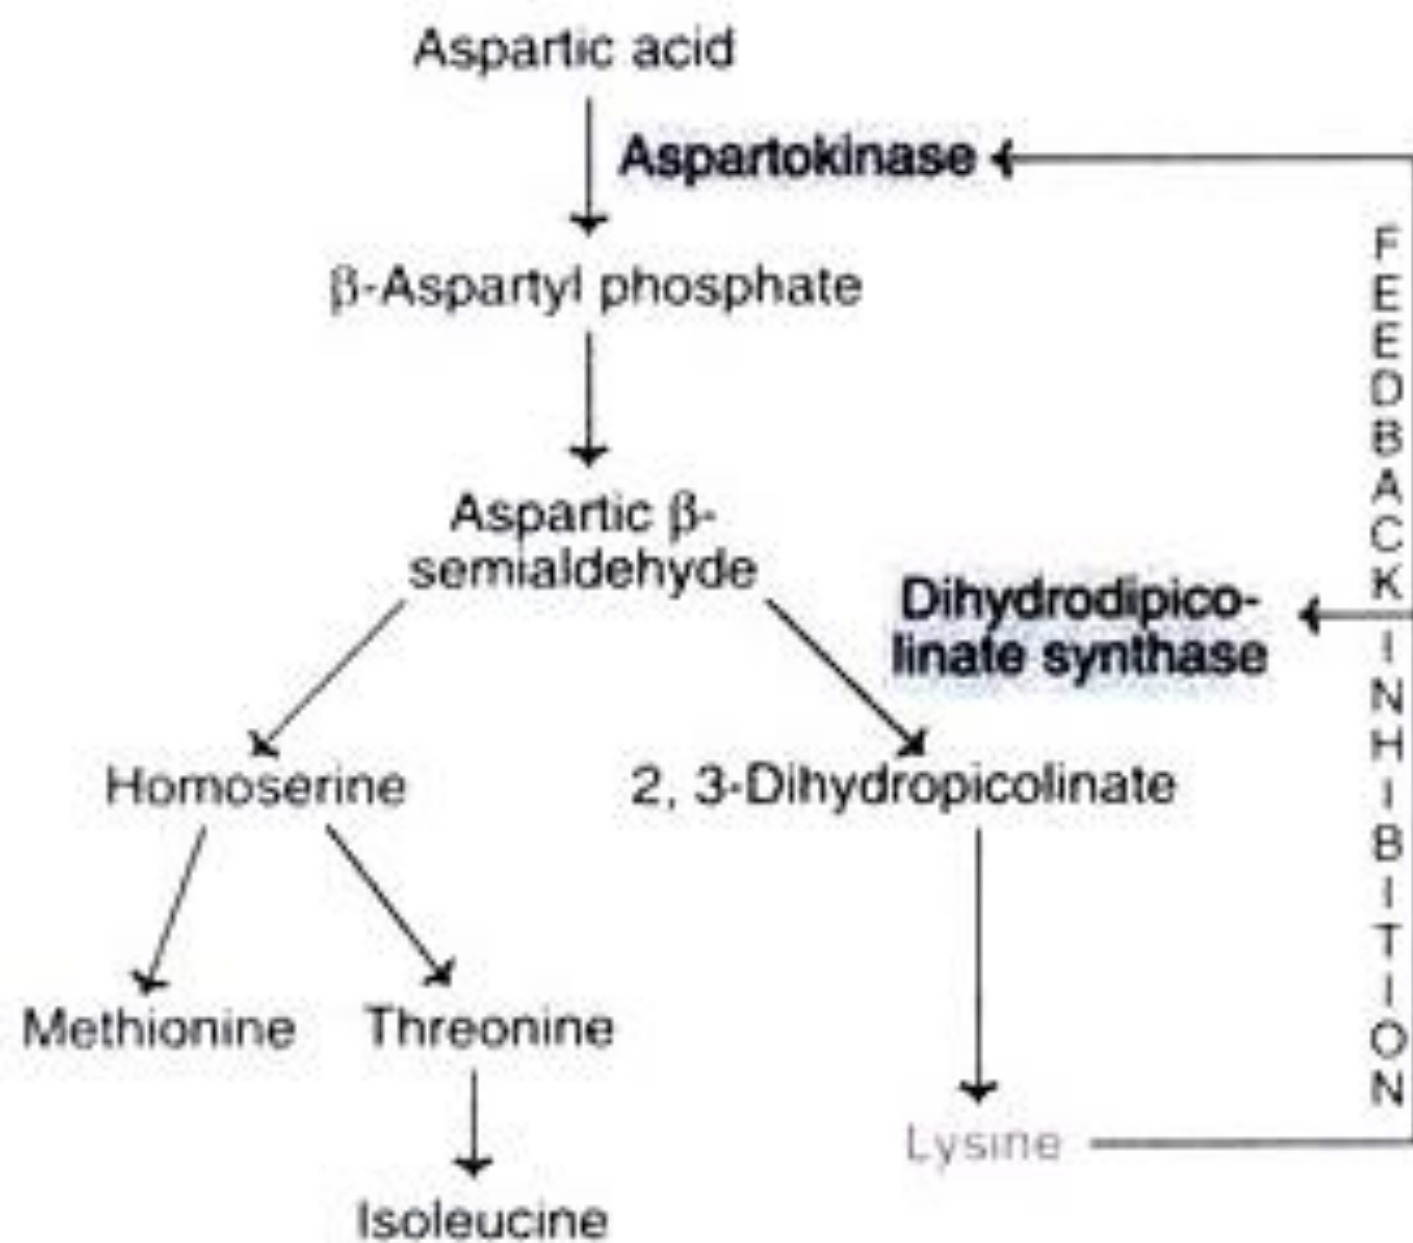 Aspartic acid
Aspartokinase
β-Aspartyl phosphate
Aspartic β-
semialdehyde
Dihydrodipico-
linate synthase
Homoserine
2, 3-Dihydropicolinate
Methionine
Threonine
Lysine
Isoleucine
FEEDBACK INHIBITION